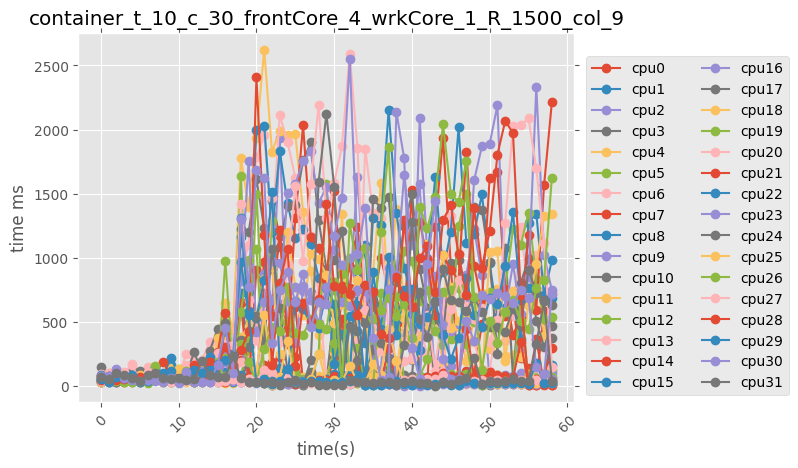 container_t_10_c_30_frontCore_4_wrkCore_1_R_1500_col_9
time ms
2500
2000
1500
1000
500
0
0
10
20
30
40
50
60
time(s)
cpu0
cpu1
cpu2
cpu3
cpu4
cpu5
cpu6
cpu7
cpu8
cpu9
cpu10
cpu11
cpu12
cpu13
cpu14
cpu15
cpu16
cpu17
cpu18
cpu19
cpu20
cpu21
cpu22
cpu23
cpu24
cpu25
cpu26
cpu27
cpu28
cpu29
cpu30
cpu31